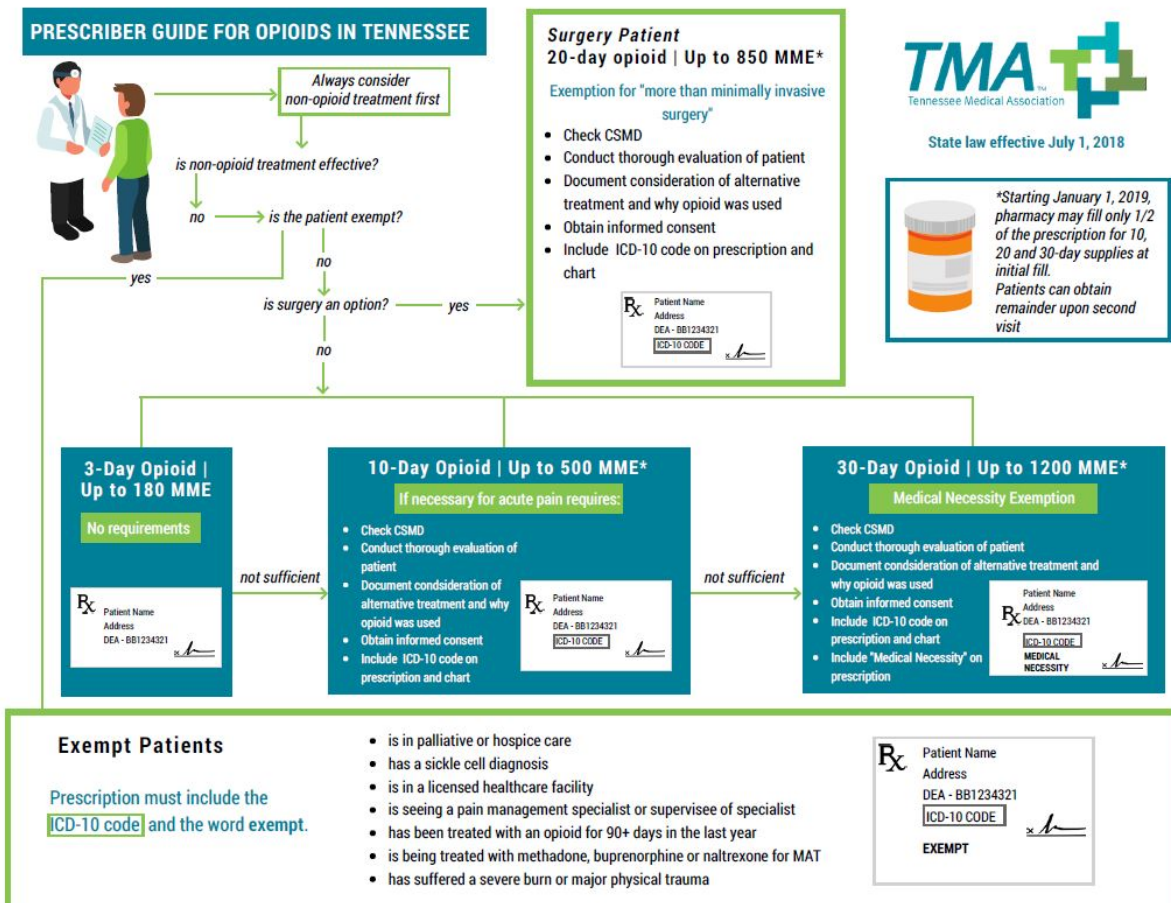 PRESCRIBER GUIDE FOR OPIOIDS IN TENNESSEE
Always consider
non-opioid treatment first
is non-opioid treatment effective?
no
is the patient exempt?
yes
no
is surgery an option?
yes
no
Surgery Patient
20-day opioid | Up to 850 MME*
Exemption for "more than minimally invasive
surgery"
• Check CSMD
• Conduct thorough evaluation of patient
• Document consideration of alternative
treatment and why opioid was used
• Obtain informed consent
• Include ICD-10 code on prescription and
chart
Rx
Patient Name
Address
DEA - BB1234321
ICD-10 CODE
x
TMA™
Tennessee Medical Association
State law effective July 1, 2018
*Starting January 1, 2019,
pharmacy may fill only 1/2
of the prescription for 10,
20 and 30-day supplies at
initial fill.
Patients can obtain
remainder upon second
visit
3-Day Opioid |
Up to 180 MME
No requirements
Rx
Patient Name
Address
DEA - BB1234321
x
not sufficient
10-Day Opioid | Up to 500 MME*
If necessary for acute pain requires:
• Check CSMD
• Conduct thorough evaluation of
patient
• Document condsideration of
alternative treatment and why
opioid was used
• Obtain informed consent
• Include ICD-10 code on
prescription and chart
Rx
Patient Name
Address
DEA - BB1234321
ICD-10 CODE
x
not sufficient
30-Day Opioid | Up to 1200 MME*
Medical Necessity Exemption
• Check CSMD
• Conduct thorough evaluation of patient
• Document condsideration of alternative treatment and
why opioid was used
• Obtain informed consent
• Include ICD-10 code on
prescription and chart
• Include "Medical Necessity" on
prescription
Rx
Patient Name
Address
DEA - BB1234321
ICD-10 CODE
MEDICAL
NECESSITY
x
Exempt Patients
Prescription must include the
ICD-10 code and the word exempt.
• is in palliative or hospice care
• has a sickle cell diagnosis
• is in a licensed healthcare facility
• is seeing a pain management specialist or supervisee of specialist
• has been treated with an opioid for 90+ days in the last year
• is being treated with methadone, buprenorphine or naltrexone for MAT
• has suffered a severe burn or major physical trauma
Rx
Patient Name
Address
DEA - BB1234321
ICD-10 CODE
EXEMPT
x